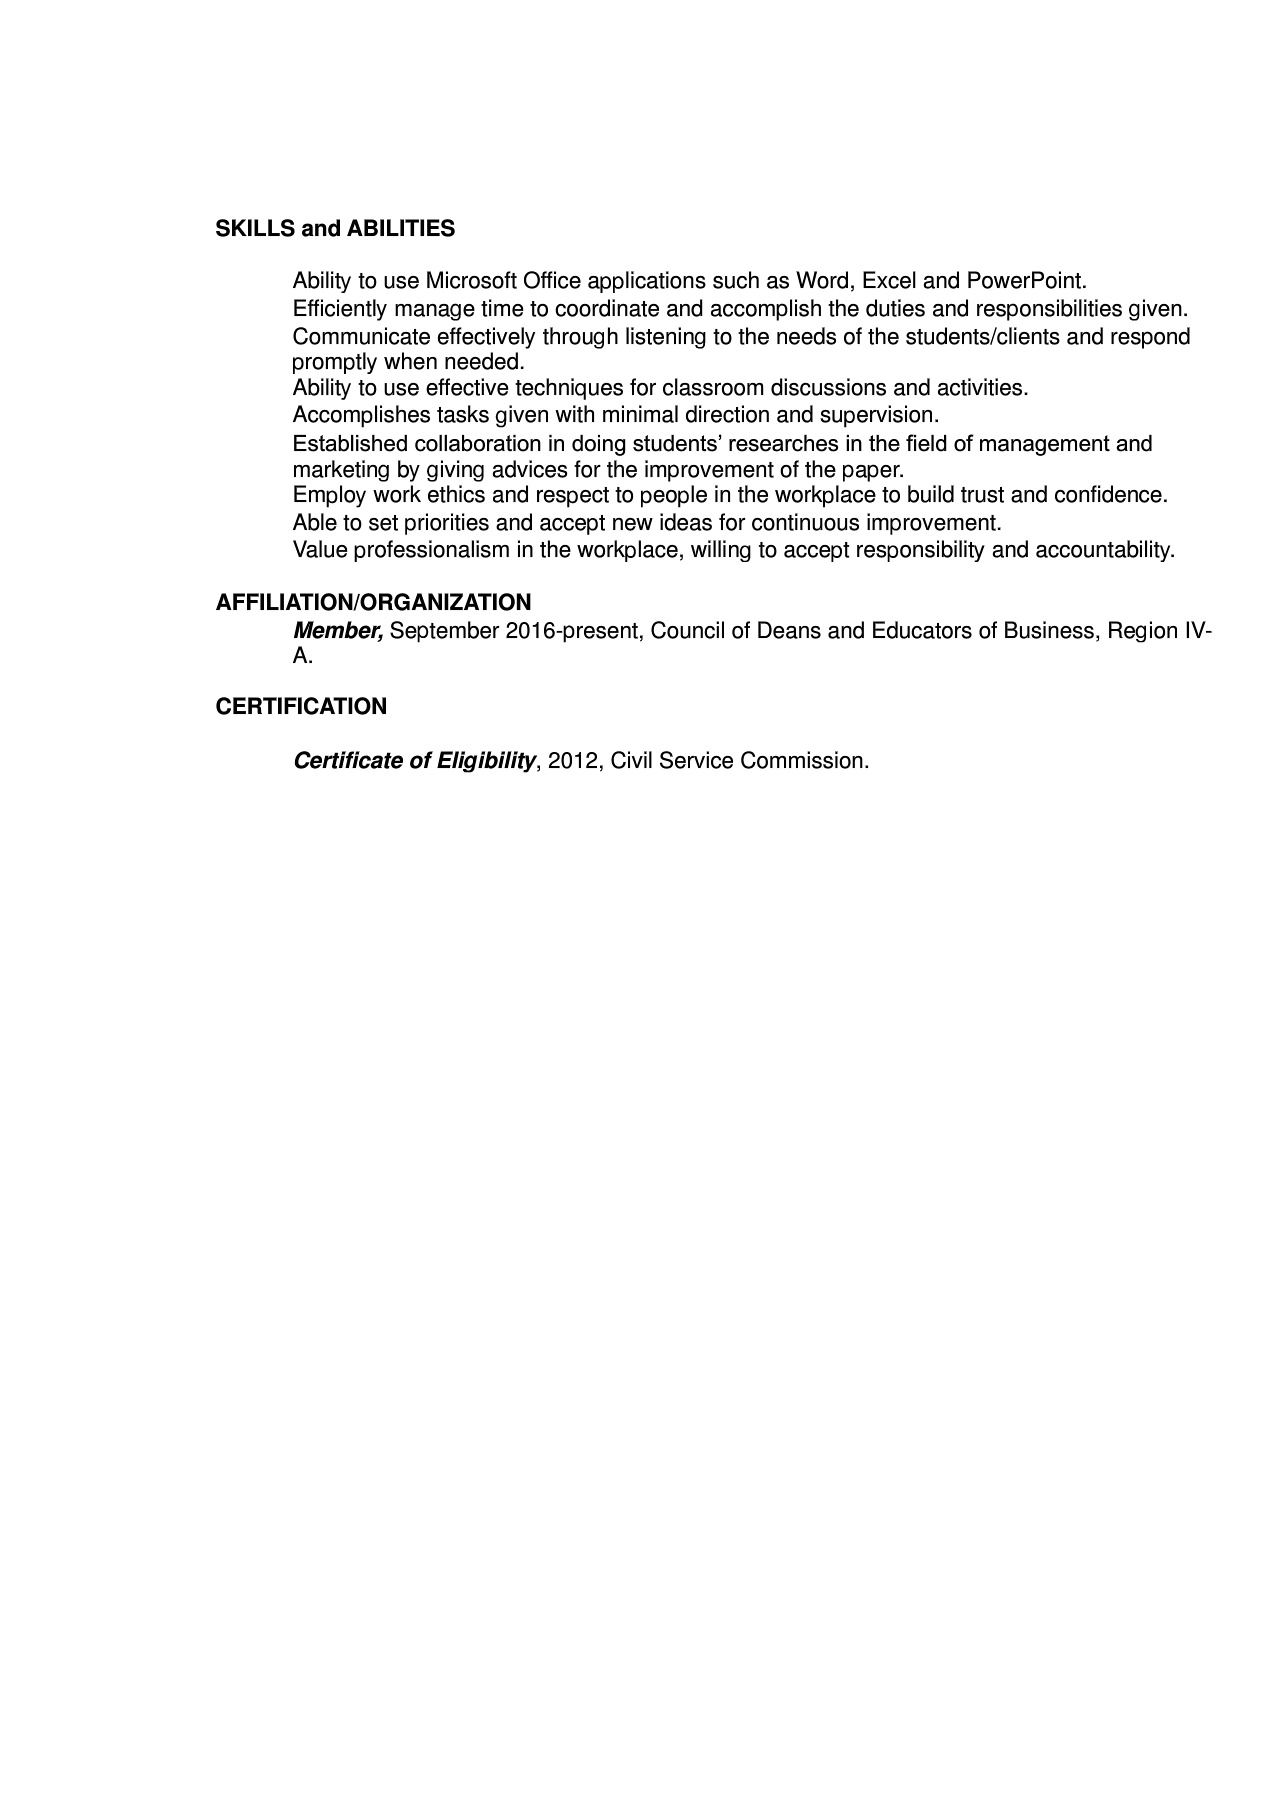 SKILLS and ABILITIES
Ability to use Microsoft Office applications such as Word, Excel and PowerPoint.
Efficiently manage time to coordinate and accomplish the duties and responsibilities given.
Communicate effectively through listening to the needs of the students/clients and respond
promptly when needed.
Ability to use effective techniques for classroom discussions and activities.
Accomplishes tasks given with minimal direction and supervision.
Established collaboration in doing students’ researches in the field of management and
marketing by giving advices for the improvement of the paper.
Employ work ethics and respect to people in the workplace to build trust and confidence.
Able to set priorities and accept new ideas for continuous improvement.
Value professionalism in the workplace, willing to accept responsibility and accountability.
AFFILIATION/ORGANIZATION
Member, September 2016-present, Council of Deans and Educators of Business, Region IV-
A.
CERTIFICATION
Certificate of Eligibility, 2012, Civil Service Commission.